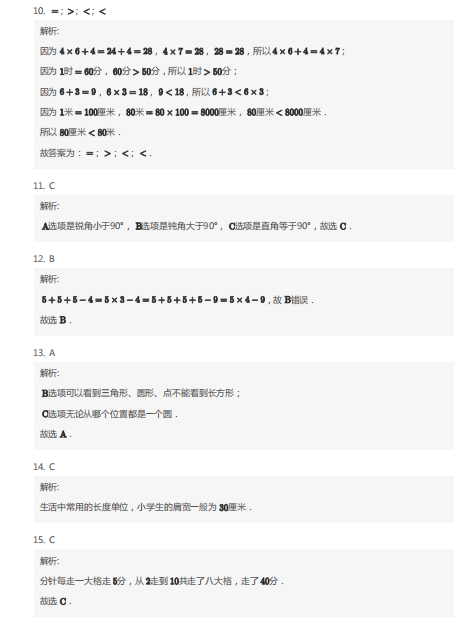 10. =; >; <; <
解析:
因为 4 × 6 + 4 = 24 + 4 = 28， 4 × 7 = 28， 28 = 28，所以 4 × 6 + 4 = 4 × 7；
因为 1时 = 60分， 60分 > 50分，所以 1时 > 50分；
因为 6 + 3 = 9， 6 × 3 = 18， 9 < 18，所以 6 + 3 < 6 × 3；
因为 1米 = 100厘米， 80米 = 80 × 100 = 8000厘米， 80厘米 < 8000厘米．
所以 80厘米 < 80米．
故答案为： =； >； <； <．
11. C
解析:
A选项是锐角小于90°， B选项是钝角大于90°， C选项是直角等于90°，故选 C．
12. B
解析:
5 + 5 + 5 − 4 = 5 × 3 − 4 = 5 + 5 + 5 + 5 − 9 = 5 × 4 − 9，故 B错误．
故选 B．
13. A
解析:
B选项可以看到三角形、圆形、点不能看到长方形；
C选项无论从哪个位置都是一个圆．
故选 A．
14. C
解析:
生活中常用的长度单位，小学生的肩宽一般为 30厘米．
15. C
解析:
分针每走一大格走 5分，从 2走到 10共走了八大格，走了 40分．
故选 C．